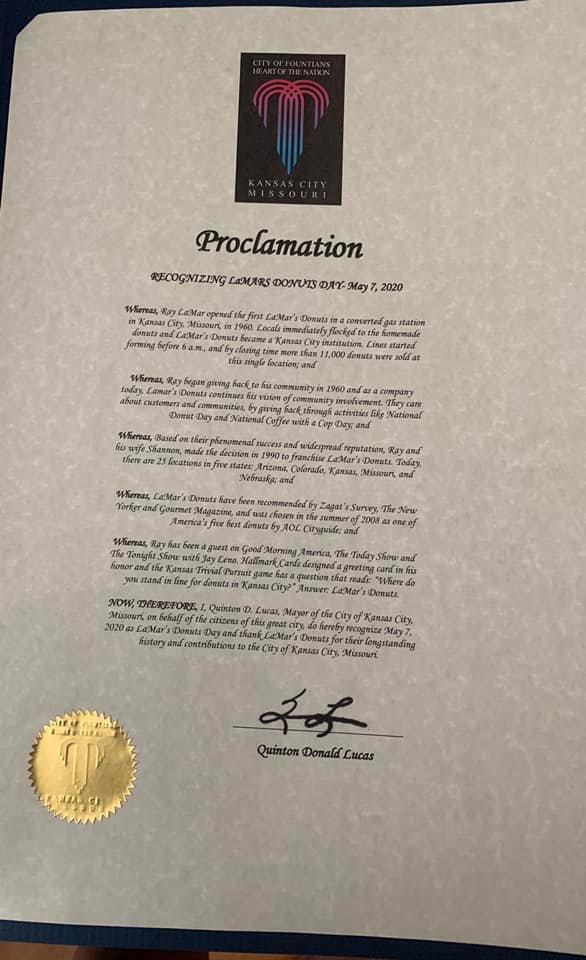 CITY OF FOUNTIANS
HEART OF THE NATION
KANSAS CITY
MISSOURI
Proclamation
RECOGNIZING LaMARS DONUTS DAY- May 7, 2020
Whereas, Ray LaMar opened the first LaMar's Donuts in a converted gas station
in Kansas City, Missouri, in 1960. Locals immediately flocked to the homemade
donuts and LaMar's Donuts became a Kansas City institution. Lines started
forming before 6 a.m., and by closing time more than 11,000 donuts were sold at
this single location; and
Whereas, Ray began giving back to his community in 1960 and as a company
today, Lamar's Donuts continues his vision of community involvement. They care
about customers and communities, by giving back through activities like National
Donut Day and National Coffee with a Cop Day; and
Whereas, Based on their phenomenal success and widespread reputation, Ray and
his wife Shannon, made the decision in 1990 to franchise LaMar's Donuts. Today,
there are 25 locations in five states: Arizona, Colorado, Kansas, Missouri, and
Nebraska; and
Whereas, LaMar's Donuts have been recommended by Zagat's Survey, The New
Yorker and Gourmet Magazine, and was chosen in the summer of 2008 as one of
America's five best donuts by AOL Cityguide; and
Whereas, Ray has been a guest on Good Morning America, The Today Show and
The Tonight Show with Jay Leno. Hallmark Cards designed a greeting card in his
honor and the Kansas Trivial Pursuit game has a question that reads: "Where do
you stand in line for donuts in Kansas City?" Answer: LaMar's Donuts.
NOW, THEREFORE, I, Quinton D. Lucas, Mayor of the City of Kansas City,
Missouri, on behalf of the citizens of this great city, do hereby recognize May 7,
2020 as LaMar's Donuts Day and thank LaMar's Donuts for their longstanding
history and contributions to the City of Kansas City, Missouri.
Quinton Donald Lucas